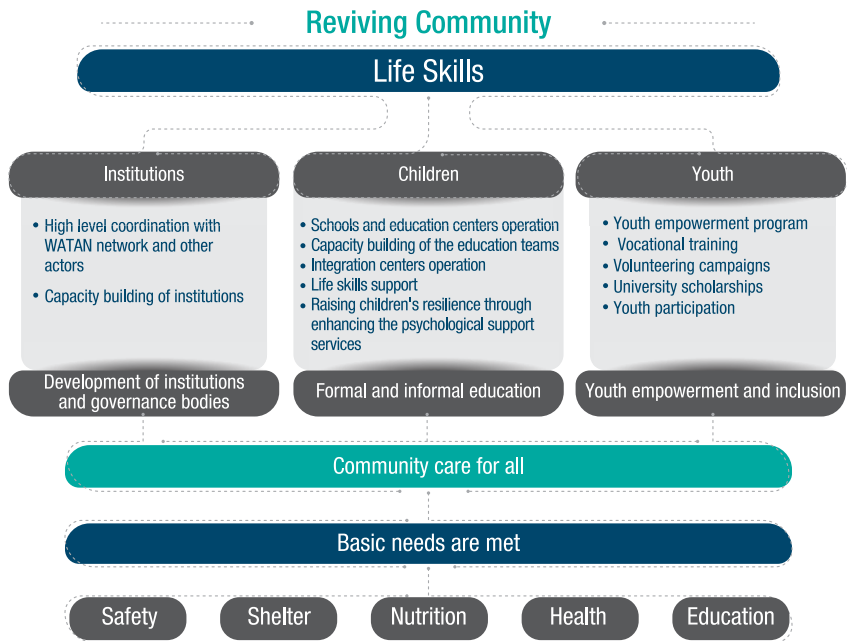 Reviving Community
Life Skills
Institutions
• High level coordination with
WATAN network and other
actors
• Capacity building of institutions
Development of institutions
and governance bodies
Children
• Schools and education centers operation
• Capacity building of the education teams
• Integration centers operation
• Life skills support
• Raising children's resilience through
enhancing the psychological support
services
Formal and informal education
Youth
• Youth empowerment program
• Vocational training
• Volunteering campaigns
• University scholarships
• Youth participation
Youth empowerment and inclusion
Community care for all
Basic needs are met
Safety
Shelter
Nutrition
Health
Education